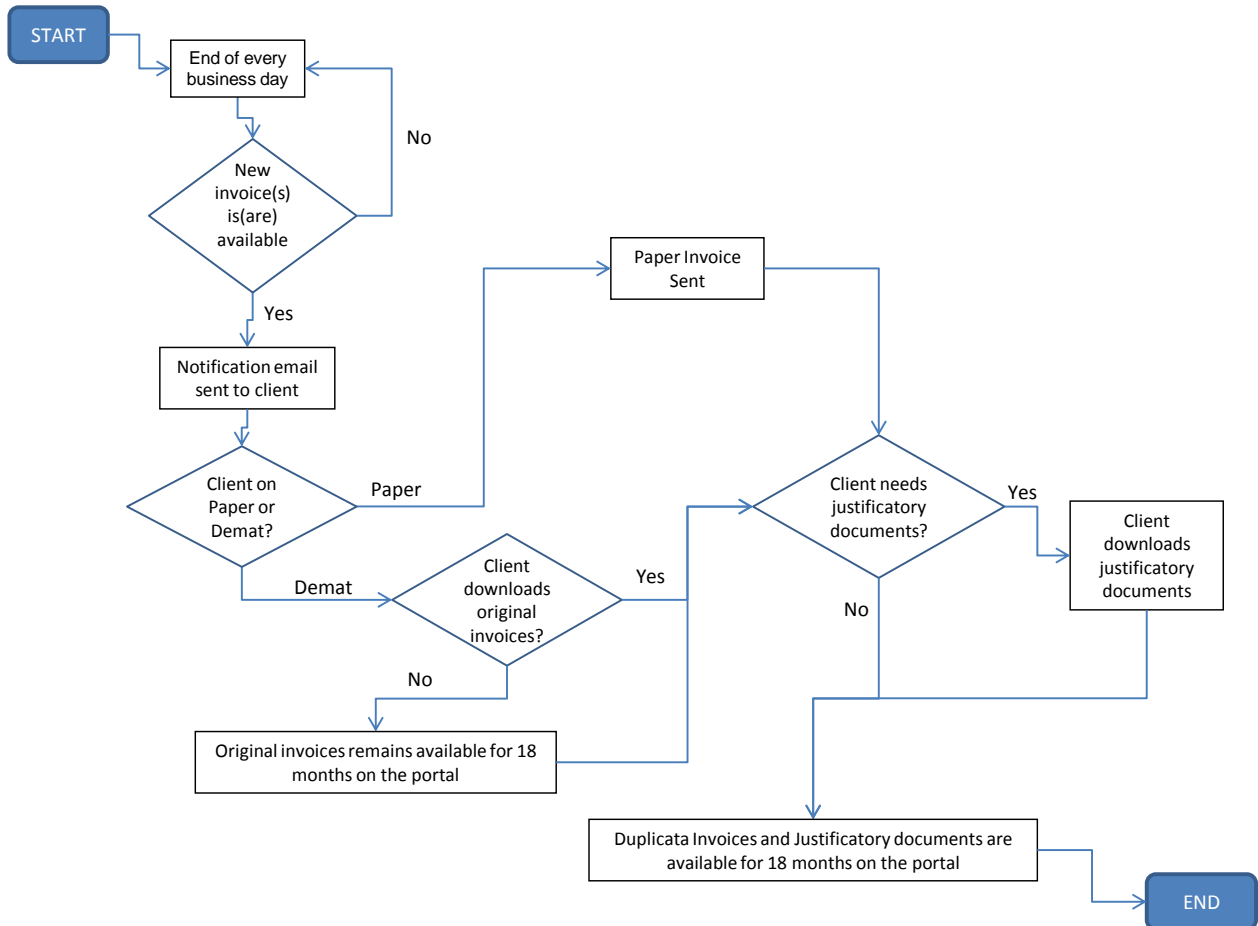 START
End of every
business day
No
New
invoice(s)
is(are)
available
Yes
Paper Invoice
Sent
Notification email
sent to client
Client on
Paper or
Demat?
Paper
Client needs
justificatory
documents?
Yes
Client
downloads
justificatory
documents
Demat
Client
downloads
original
invoices?
Yes
No
No
Original invoices remains available for 18
months on the portal
Duplicata Invoices and Justificatory documents are
available for 18 months on the portal
END